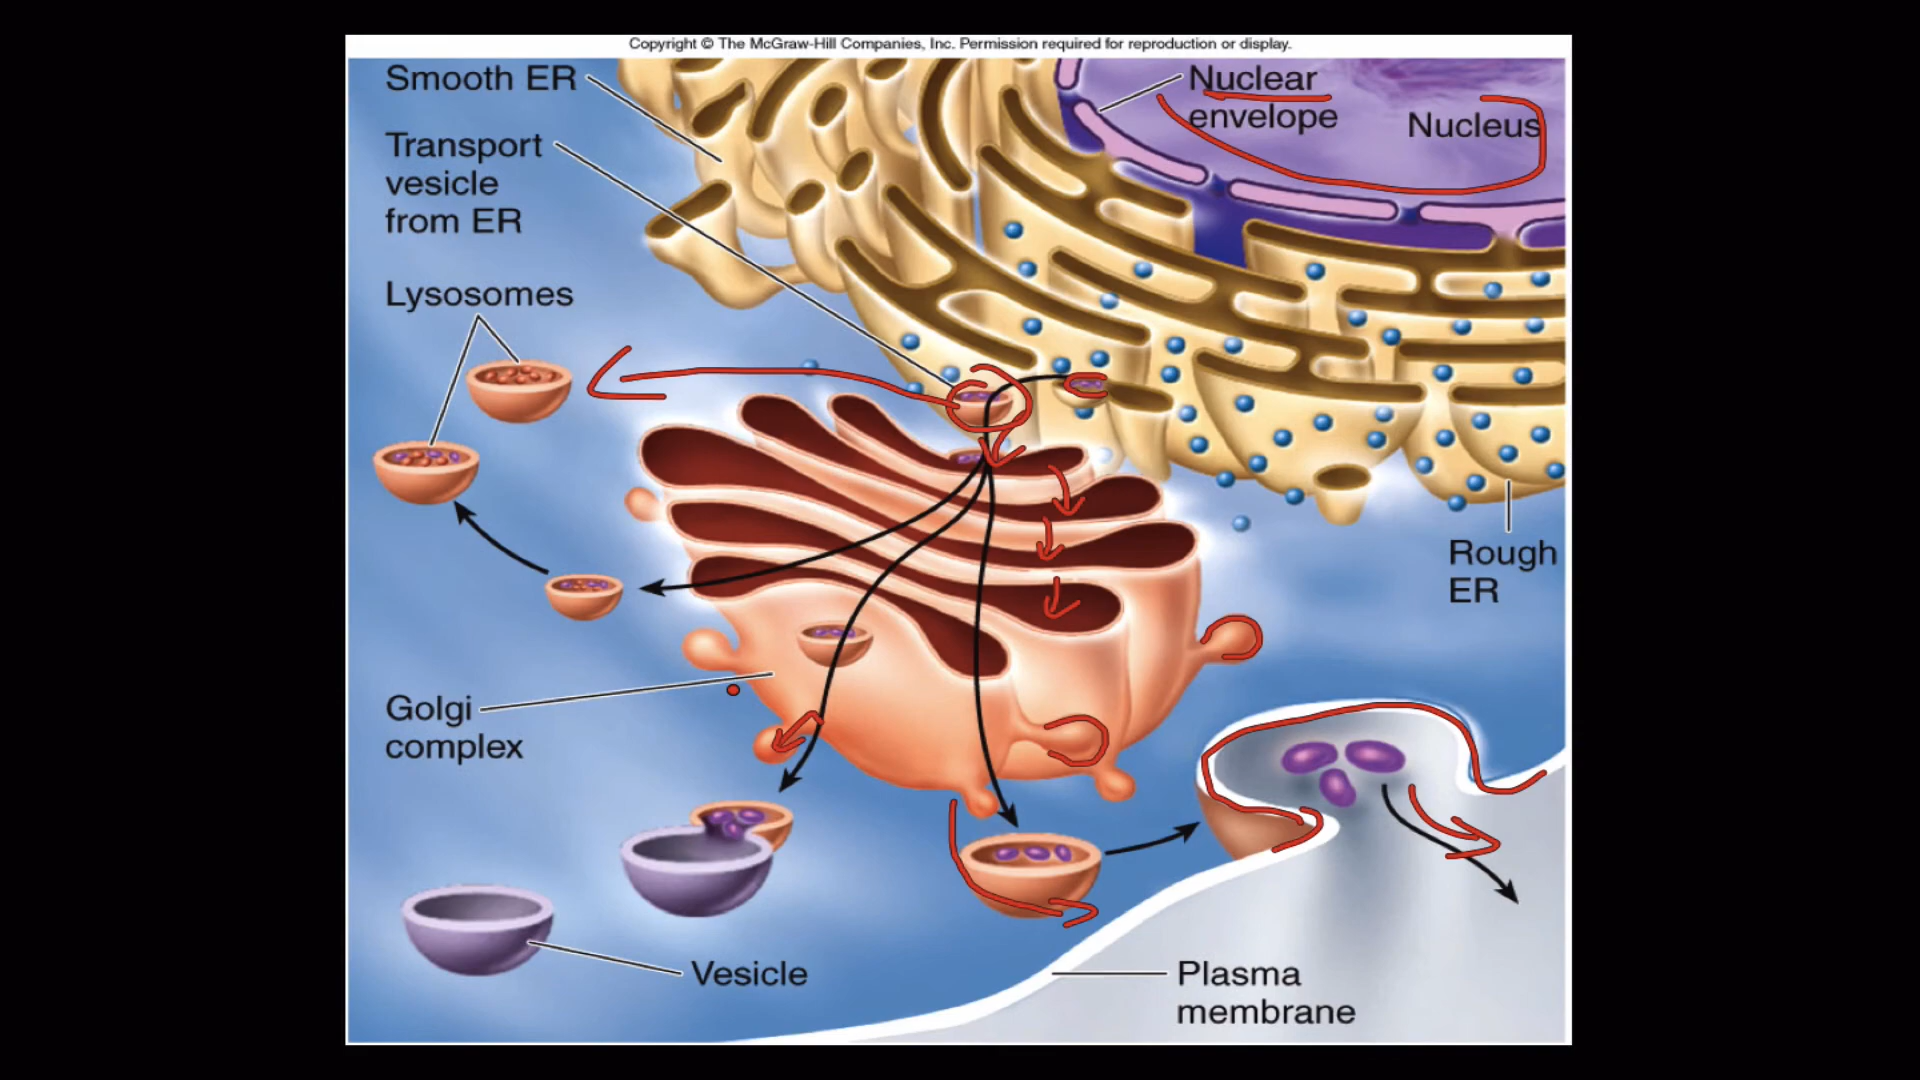 Copyright © The McGraw-Hill Companies, Inc. Permission required for reproduction or display.
Smooth ER
Transport
vesicle
from ER
Lysosomes
Nuclear
envelope
Nucleus
Rough
ER
Golgi
complex
Vesicle
Plasma
membrane